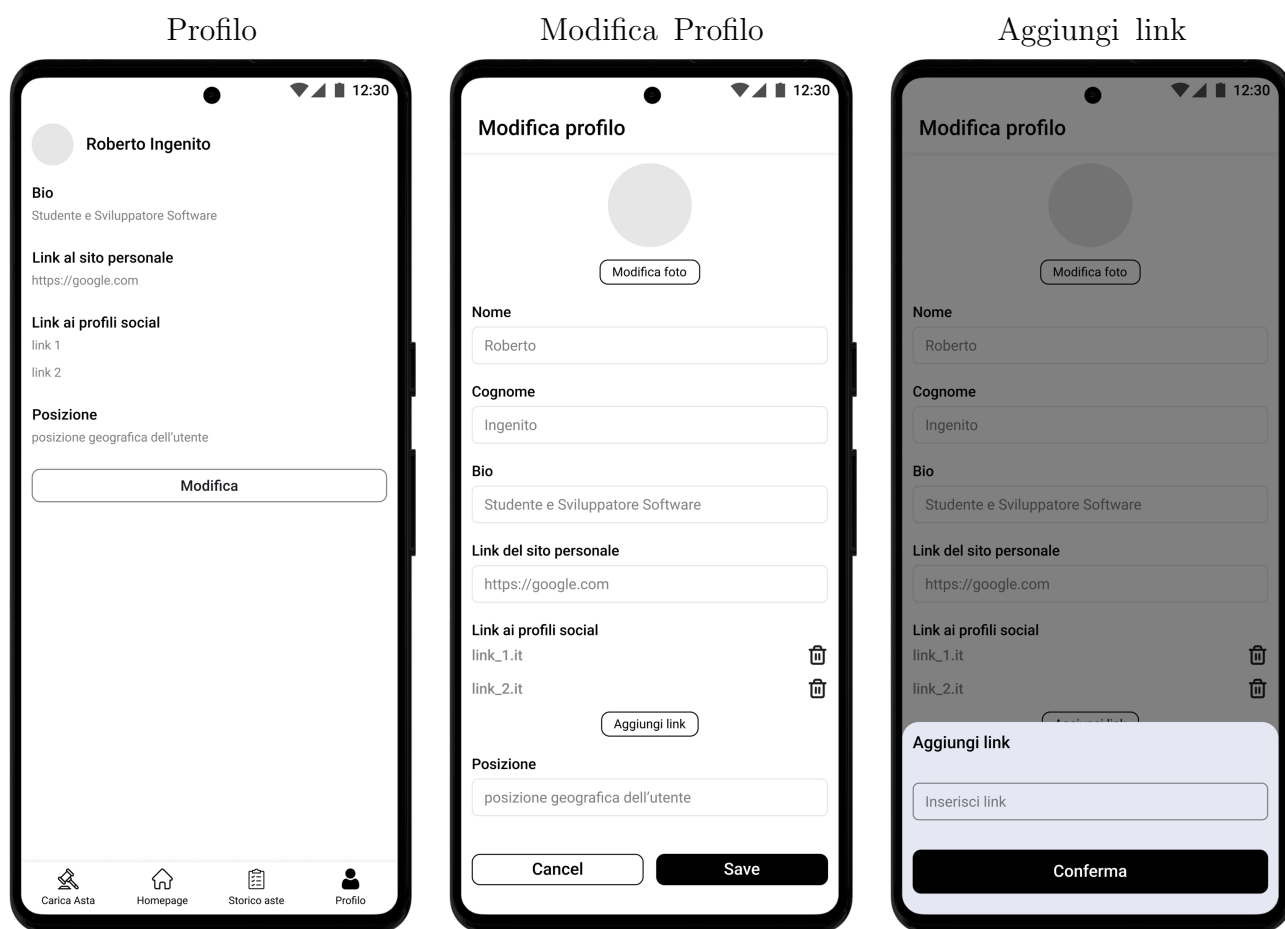 Profilo
12:30
Roberto Ingenito
Bio
Studente e Sviluppatore Software
Link al sito personale
https://google.com
Link ai profili social
link 1
link 2
Posizione
posizione geografica dell'utente
Modifica
Carica Asta
Homepage
Storico aste
Profilo
Modifica Profilo
12:30
Modifica profilo
Modifica foto
Nome
Roberto
Cognome
Ingenito
Bio
Studente e Sviluppatore Software
Link del sito personale
https://google.com
Link ai profili social
link_1.it
link_2.it
Aggiungi link
Posizione
posizione geografica dell'utente
Cancel
Save
Aggiungi link
12:30
Modifica profilo
Modifica foto
Nome
Roberto
Cognome
Ingenito
Bio
Studente e Sviluppatore Software
Link del sito personale
https://google.com
Link ai profili social
link_1.it
link_2.it
Aggiungi link
Aggiungi link
Inserisci link
Conferma